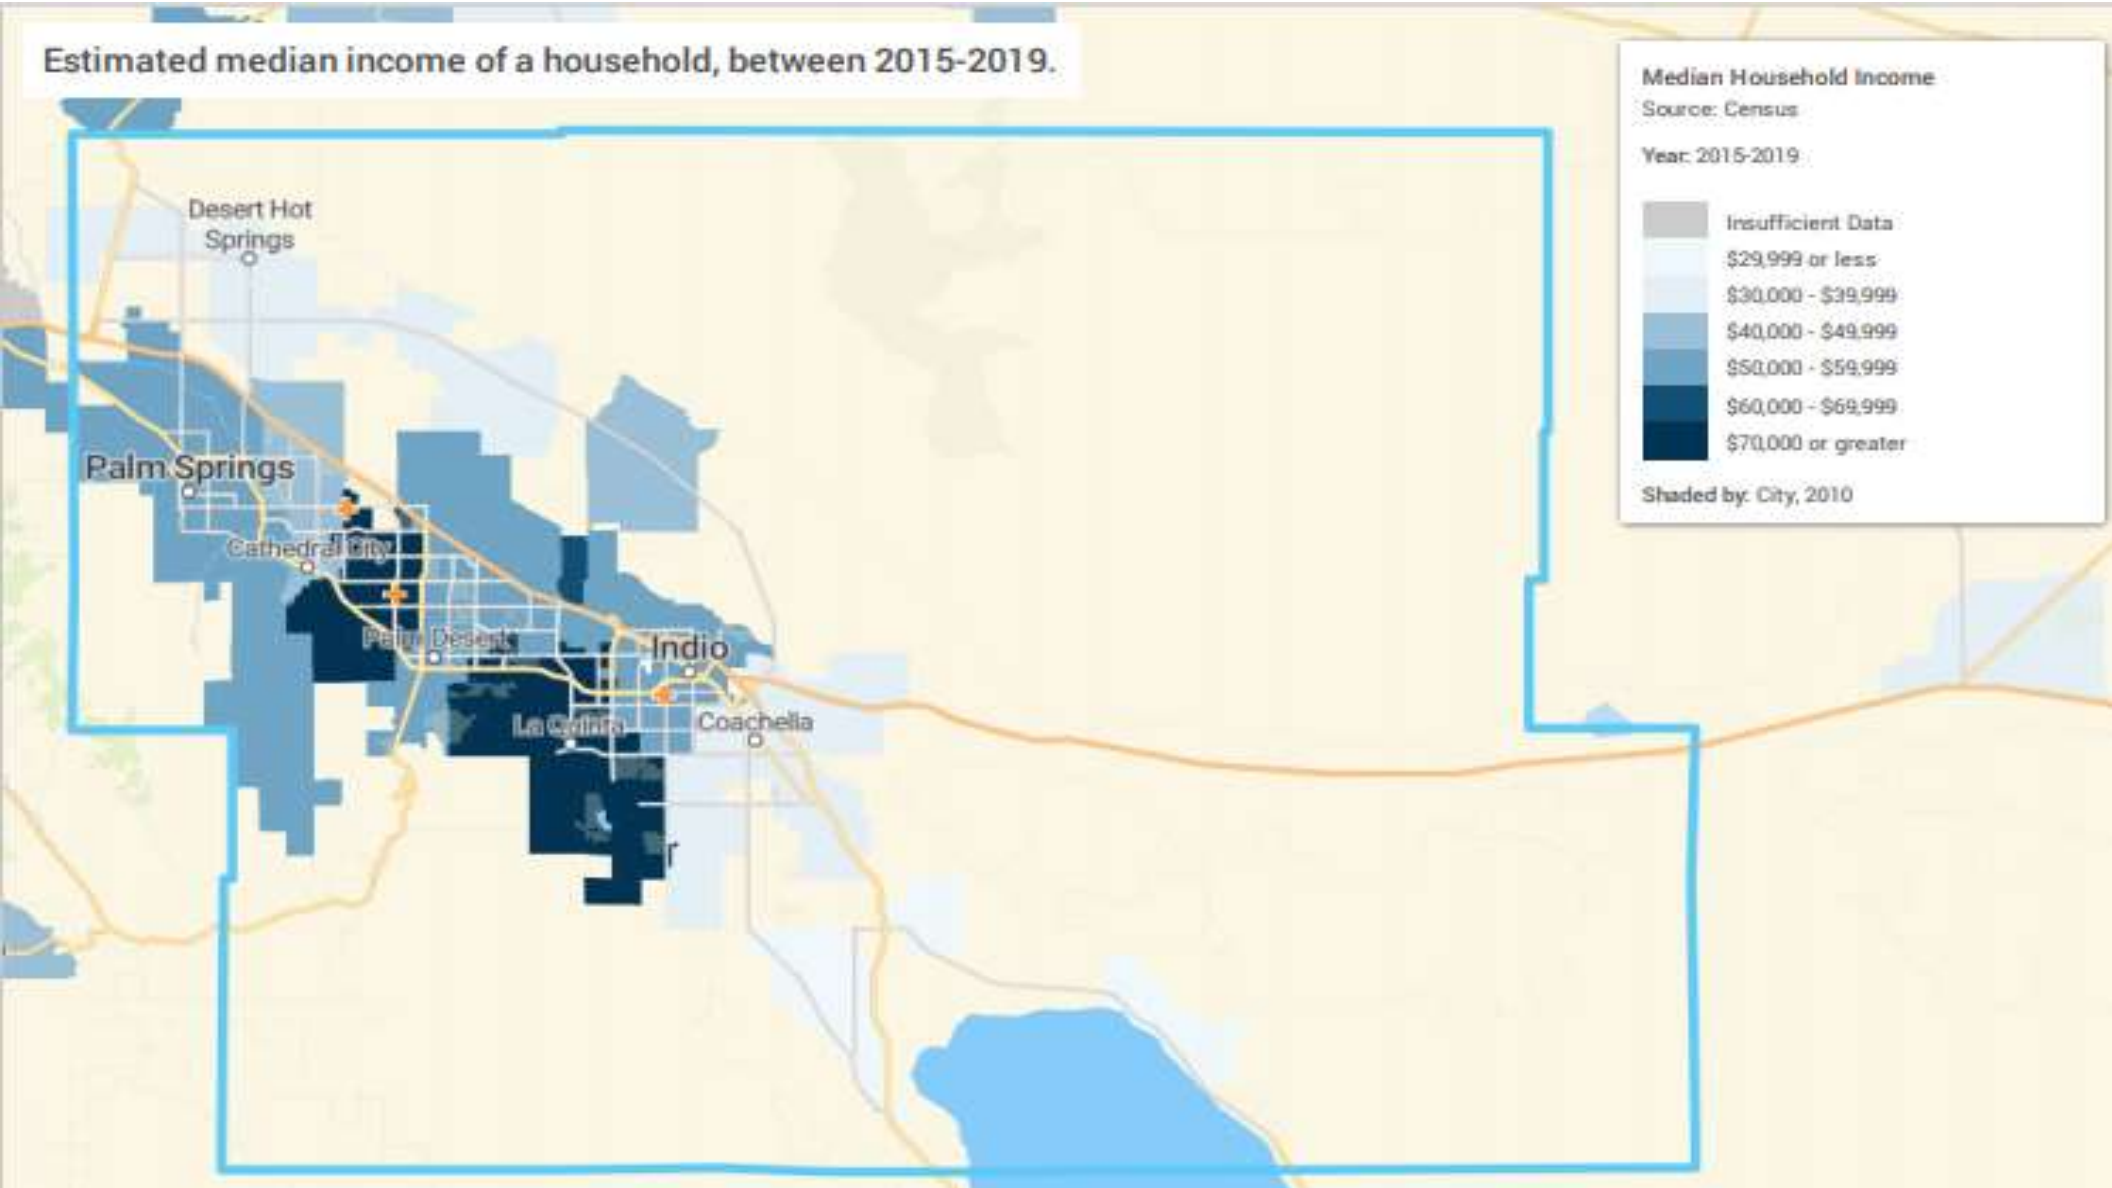 Estimated median income of a household, between 2015-2019.
Median Household Income
Source: Census
Year: 2015-2019
Insufficient Data
$29,999 or less
$30,000 - $39,999
$40,000 - $49,999
$50,000 - $59,999
$60,000 - $69,999
$70,000 or greater
Shaded by: City, 2010
Desert Hot
Springs
Palm Springs
Cathedral City
Palm Desert
Indio
La Quinta
Coachella
r